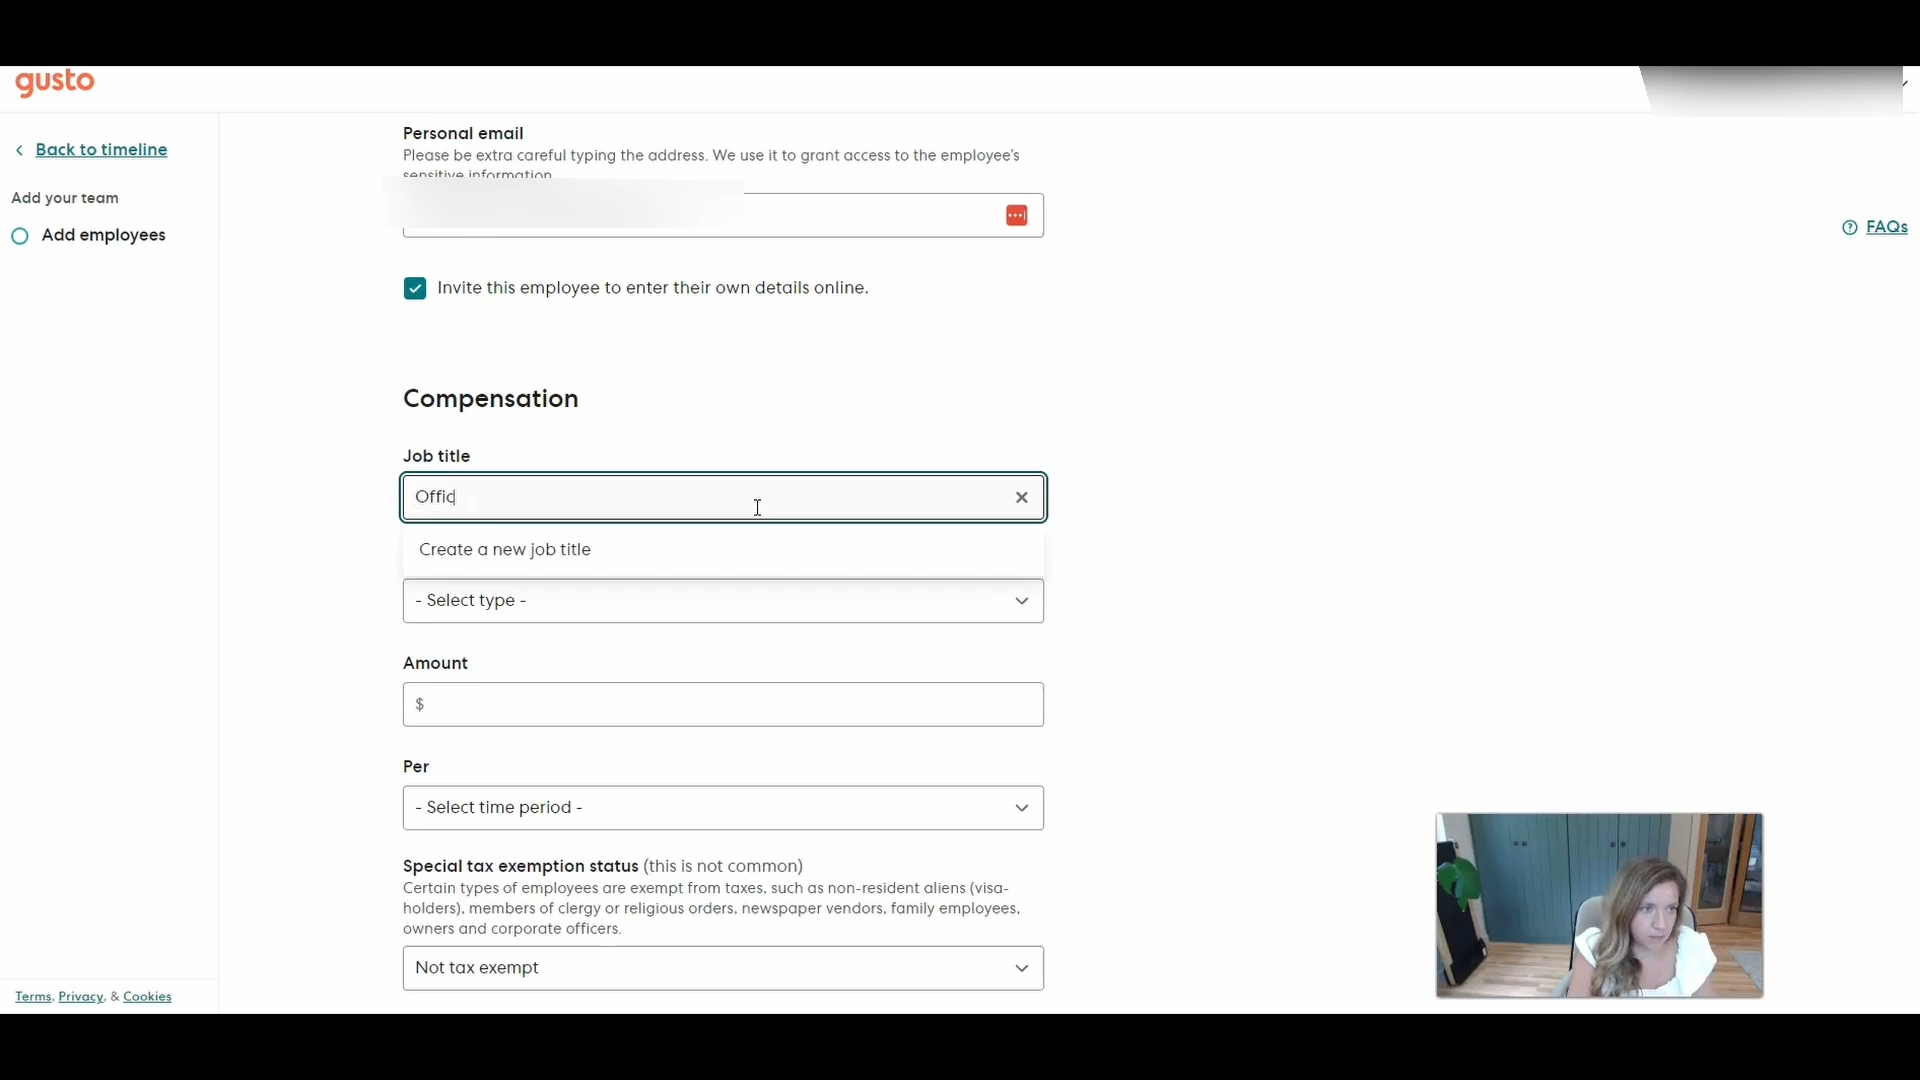 gusto
Back to timeline
Add your team
Add employees
Personal email
Please be extra careful typing the address. We use it to grant access to the employee's
sensitive information.
Invite this employee to enter their own details online.
FAQs
Compensation
Job title
Offic
Create a new job title
- Select type -
Amount
$
Per
- Select time period -
Special tax exemption status (this is not common)
Certain types of employees are exempt from taxes, such as non-resident aliens (visa-
holders), members of clergy or religious orders, newspaper vendors, family employees,
owners and corporate officers.
Not tax exempt
Terms, Privacy, & Cookies